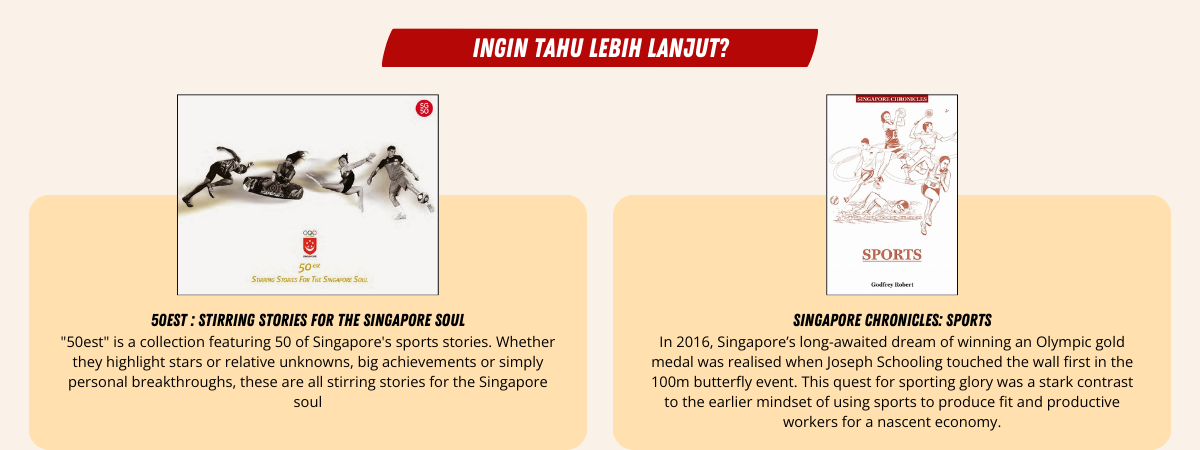 INGIN TAHU LEBIH LANJUT?
SG
50
SINGAPORE
50est
STIRRING STORIES FOR THE SINGAPORE SOUL
50EST : STIRRING STORIES FOR THE SINGAPORE SOUL
"50est" is a collection featuring 50 of Singapore's sports stories. Whether
they highlight stars or relative unknowns, big achievements or simply
personal breakthroughs, these are all stirring stories for the Singapore
soul
SINGAPORE CHRONICLES
SPORTS
Godfrey Robert
SINGAPORE CHRONICLES: SPORTS
In 2016, Singapore’s long-awaited dream of winning an Olympic gold
medal was realised when Joseph Schooling touched the wall first in the
100m butterfly event. This quest for sporting glory was a stark contrast
to the earlier mindset of using sports to produce fit and productive
workers for a nascent economy.